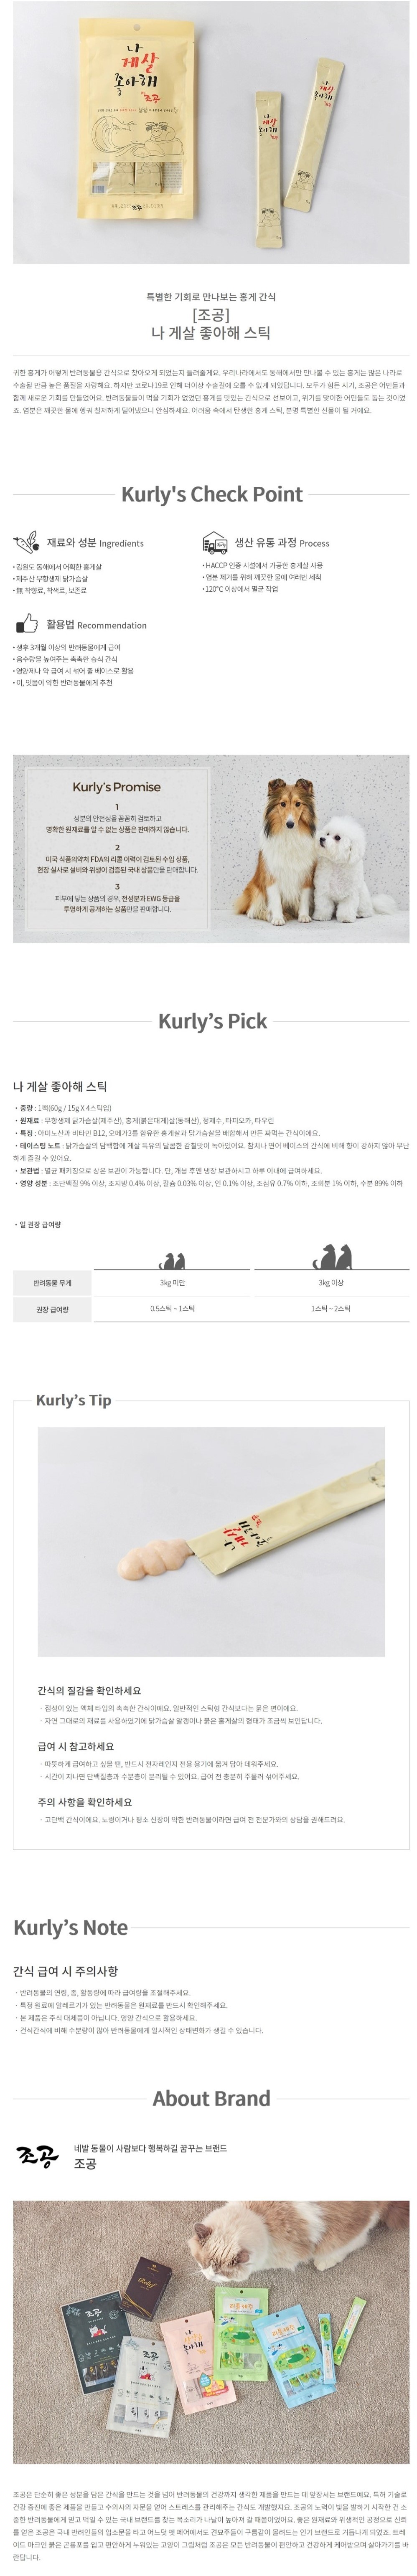 나
게살
좋아해
조공
나
게살
좋아해
나
게살
좋아해
특별한 기회로 만나보는 홍게 간식
[조공]
나 게살 좋아해 스틱
귀한 홍게가 어떻게 반려동물용 간식으로 찾아오게 되었는지 들려줄게요. 우리나라에서도 동해에서만 만나볼 수 있는 홍게는 많은 나라로
수출될 만큼 높은 품질을 자랑해요. 하지만 코로나19로 인해 더이상 수출길에 오를 수 없게 되었답니다. 모두가 힘든 시기, 조공은 어민들과
함께 새로운 기회를 만들었어요. 반려동물들이 먹을 기회가 없었던 홍게를 맛있는 간식으로 선보이고, 위기를 맞이한 어민들도 돕는 것이었
죠. 염분은 깨끗한 물에 헹궈 철저하게 덜어냈으니 안심하세요. 어려움 속에서 탄생한 홍게 스틱, 분명 특별한 선물이 될 거예요.
Kurly's Check Point
재료와 성분 Ingredients
• 강원도 동해에서 어획한 홍게살
• 제주산 무항생제 닭가슴살
• 無 착향료, 착색료, 보존료
생산 유통 과정 Process
• HACCP 인증 시설에서 가공한 홍게살 사용
• 염분 제거를 위해 깨끗한 물에 여러번 세척
• 120℃ 이상에서 멸균 작업
활용법 Recommendation
• 생후 3개월 이상의 반려동물에게 급여
• 음수량을 높여주는 촉촉한 습식 간식
• 영양제나 약 급여 시 섞어 줄 베이스로 활용
• 이, 잇몸이 약한 반려동물에게 추천
Kurly's Promise
1
성분의 안전성을 꼼꼼히 검토하고
명확한 원재료를 알 수 없는 상품은 판매하지 않습니다.
2
미국 식품의약처 FDA의 리콜 이력이 검토된 수입 상품,
현장 실사로 설비와 위생이 검증된 국내 상품만을 판매합니다.
3
피부에 닿는 상품의 경우, 전성분과 EWG 등급을
투명하게 공개하는 상품만을 판매합니다.
Kurly's Pick
나 게살 좋아해 스틱
• 중량 : 1팩(60g / 15g X 4스틱입)
• 원재료 : 무항생제 닭가슴살(제주산), 홍게(붉은대게)살(동해산), 정제수, 타피오카, 타우린
• 특징 : 아미노산과 비타민 B12, 오메가3를 함유한 홍게살과 닭가슴살을 배합해서 만든 짜먹는 간식이에요.
• 테이스팅 노트 : 닭가슴살의 담백함에 게살 특유의 달콤한 감칠맛이 녹아있어요. 참치나 연어 베이스의 간식에 비해 향이 강하지 않아 무난
하게 즐길 수 있어요.
• 보관법 : 멸균 패키징으로 상온 보관이 가능합니다. 단, 개봉 후엔 냉장 보관하시고 하루 이내에 급여하세요.
• 영양 성분 : 조단백질 9% 이상, 조지방 0.4% 이상, 칼슘 0.03% 이상, 인 0.1% 이상, 조섬유 0.7% 이하, 조회분 1% 이하, 수분 89% 이하
• 일 권장 급여량
반려동물 무게 3kg 미만 3kg 이상
권장 급여량 0.5스틱 ~ 1스틱 1스틱 ~ 2스틱
Kurly's Tip
간식의 질감을 확인하세요
· 점성이 있는 액체 타입의 촉촉한 간식이에요. 일반적인 스틱형 간식보다는 묽은 편이에요.
· 자연 그대로의 재료를 사용하였기에 닭가슴살 알갱이나 붉은 홍게살의 형태가 조금씩 보인답니다.
급여 시 참고하세요
· 따뜻하게 급여하고 싶을 땐, 반드시 전자레인지 전용 용기에 옮겨 담아 데워주세요.
· 시간이 지나면 단백질층과 수분층이 분리될 수 있어요. 급여 전 충분히 주물러 섞어주세요.
주의 사항을 확인하세요
· 고단백 간식이에요. 노령이거나 평소 신장이 약한 반려동물이라면 급여 전 전문가와의 상담을 권해드려요.
Kurly's Note
간식 급여 시 주의사항
· 반려동물의 연령, 종, 활동량에 따라 급여량을 조절해주세요.
· 특정 원료에 알레르기가 있는 반려동물은 원재료를 반드시 확인해주세요.
· 본 제품은 주식 대체품이 아닙니다. 영양 간식으로 활용하세요.
· 건식간식에 비해 수분량이 많아 반려동물에게 일시적인 상태변화가 생길 수 있습니다.
About Brand
조공
네발 동물이 사람보다 행복하길 꿈꾸는 브랜드
조공
조공
Belief
조공은 단순히 좋은 성분을 담은 간식을 만드는 것을 넘어 반려동물의 건강까지 생각한 제품을 만드는 데 앞장서는 브랜드예요. 특허 기술로
건강 증진에 좋은 제품을 만들고 수의사의 자문을 얻어 스트레스를 관리해주는 간식도 개발했지요. 조공의 노력이 빛을 발하기 시작한 건 소
중한 반려동물에게 믿고 먹일 수 있는 국내 브랜드를 찾는 목소리가 나날이 높아져 갈 때쯤이었어요. 좋은 원재료와 위생적인 공정으로 신뢰
를 얻은 조공은 국내 반려인들의 입소문을 타고 어느덧 펫 페어에서도 견묘주들이 구름같이 몰려드는 인기 브랜드로 거듭나게 되었죠. 트레
이드 마크인 붉은 곤룡포를 입고 편안하게 누워있는 고양이 그림처럼 조공은 모든 반려동물이 편안하고 건강하게 케어받으며 살아가기를 바
란답니다.